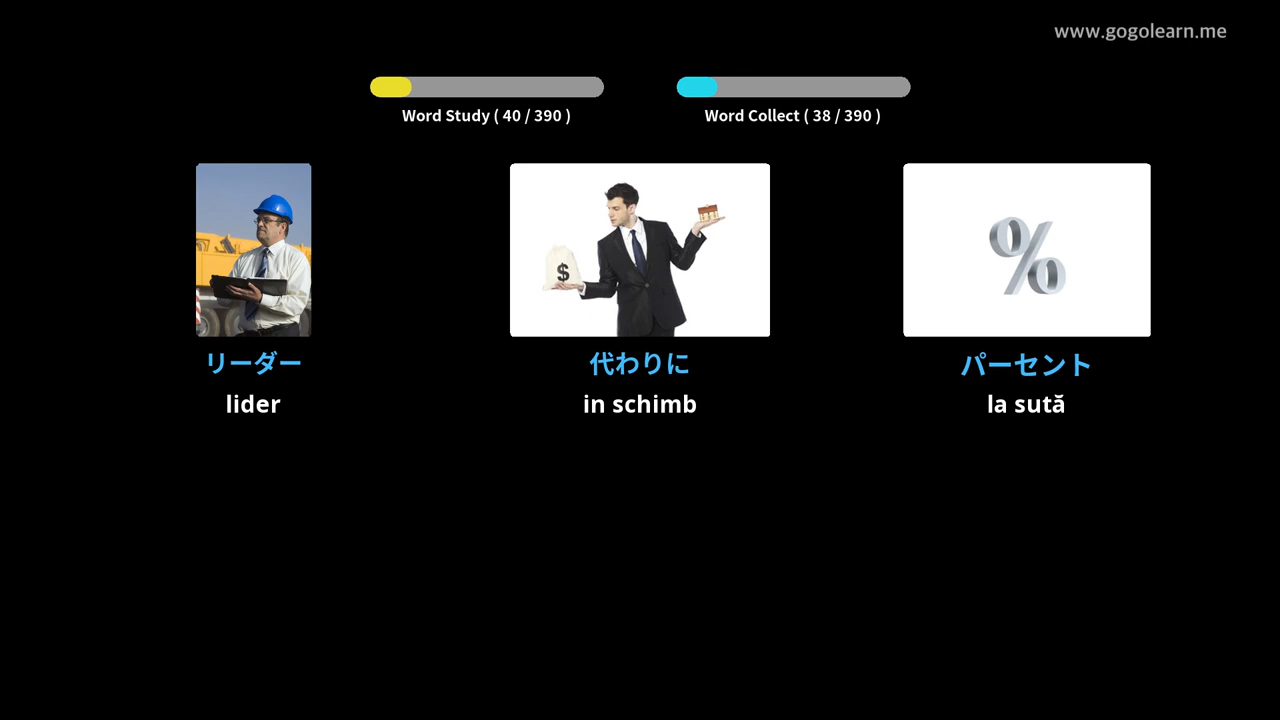 www.gogolearn.me
Word Study ( 40 / 390 )
Word Collect ( 38 / 390 )
$
%
リーダー
代わりに
パーセント
lider
in schimb
la sută